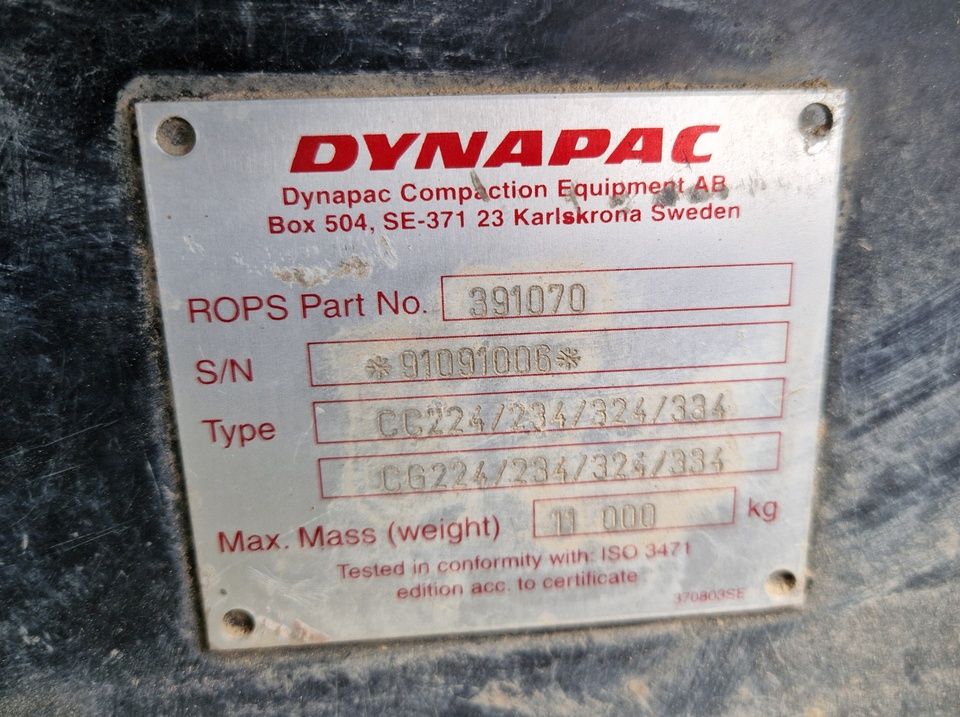 DYNAPAC
Dynapac Compaction Equipment AB
Box 504, SE-371 23 Karlskrona Sweden
ROPS Part No. 391070
S/N *91091006*
Type CC224/234/324/334
CG224/234/324/334
Max. Mass (weight) 11 000 kg
Tested in conformity with: ISO 3471
edition acc. to certificate
370803SE